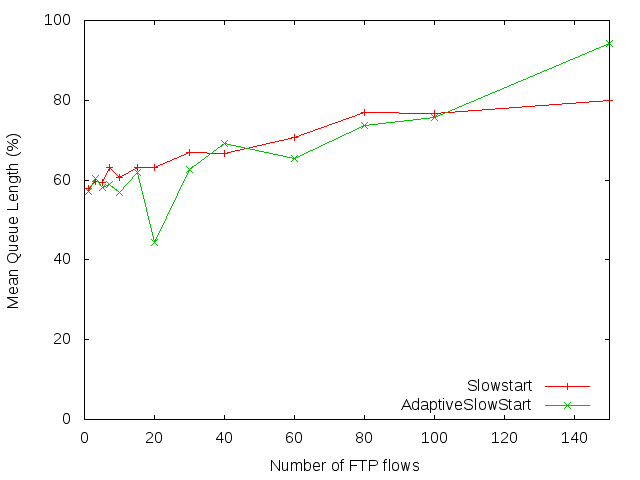 100
80
60
40
20
0
Mean Queue Length (%)
Slowstart
AdaptiveSlowStart
0 20 40 60 80 100 120 140
Number of FTP flows